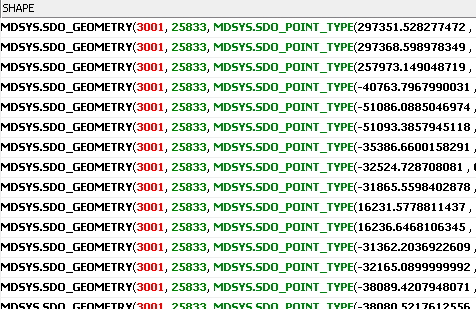 SHAPE
MDSYS.SDO_GEOMETRY(3001, 25833, MDSYS.SDO_POINT_TYPE(297351.528277472 ,
MDSYS.SDO_GEOMETRY(3001, 25833, MDSYS.SDO_POINT_TYPE(297368.598978349 ,
MDSYS.SDO_GEOMETRY(3001, 25833, MDSYS.SDO_POINT_TYPE(257973.149048719 ,
MDSYS.SDO_GEOMETRY(3001, 25833, MDSYS.SDO_POINT_TYPE(-40763.7967990031
MDSYS.SDO_GEOMETRY(3001, 25833, MDSYS.SDO_POINT_TYPE(-51086.0885046974
MDSYS.SDO_GEOMETRY(3001, 25833, MDSYS.SDO_POINT_TYPE(-51093.3857945118
MDSYS.SDO_GEOMETRY(3001, 25833, MDSYS.SDO_POINT_TYPE(-35386.6600158291
MDSYS.SDO_GEOMETRY(3001, 25833, MDSYS.SDO_POINT_TYPE(-32524.728708081 ,
MDSYS.SDO_GEOMETRY(3001, 25833, MDSYS.SDO_POINT_TYPE(-31865.5598402878
MDSYS.SDO_GEOMETRY(3001, 25833, MDSYS.SDO_POINT_TYPE(16231.5778811437 ,
MDSYS.SDO_GEOMETRY(3001, 25833, MDSYS.SDO_POINT_TYPE(16236.6468106345 ,
MDSYS.SDO_GEOMETRY(3001, 25833, MDSYS.SDO_POINT_TYPE(-31362.2036922609
MDSYS.SDO_GEOMETRY(3001, 25833, MDSYS.SDO_POINT_TYPE(-32165.0899999992
MDSYS.SDO_GEOMETRY(3001, 25833, MDSYS.SDO_POINT_TYPE(-38089.4207948071
MDSYS.SDO_GEOMETRY(3001, 25833, MDSYS.SDO_POINT_TYPE(-38080.5217612556